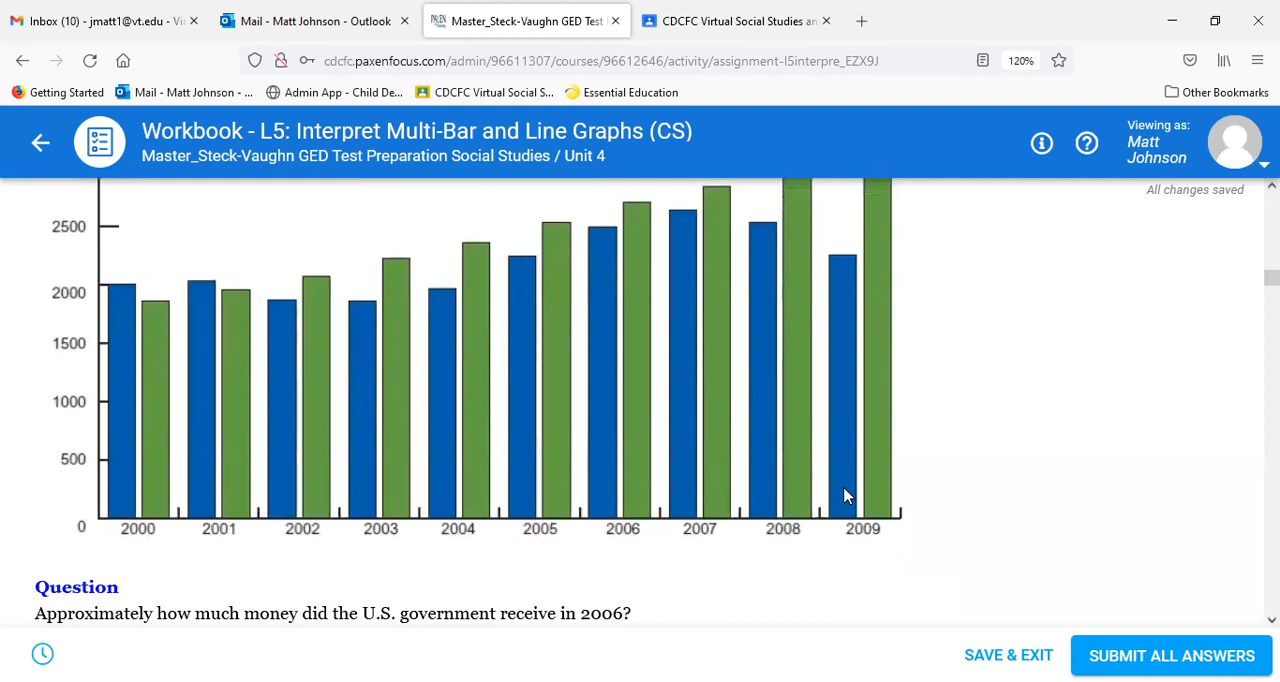 Inbox (10) - jmatt1@vt.edu - Vir
Mail - Matt Johnson - Outlook
PAXEN
Master_Steck-Vaughn GED Test
CDCFC Virtual Social Studies an
cdcfc.paxenfocus.com/admin/96611307/courses/96612646/activity/assignment-l5interpre_EZX9J
120%
Getting Started
Mail - Matt Johnson - ...
Admin App - Child De...
CDCFC Virtual Social S...
Essential Education
Other Bookmarks
Workbook - L5: Interpret Multi-Bar and Line Graphs (CS)
Master_Steck-Vaughn GED Test Preparation Social Studies / Unit 4
Viewing as:
Matt
Johnson
All changes saved
2500
2000
1500
1000
500
0
2000 2001 2002 2003 2004 2005 2006 2007 2008 2009
Question
Approximately how much money did the U.S. government receive in 2006?
SAVE & EXIT
SUBMIT ALL ANSWERS